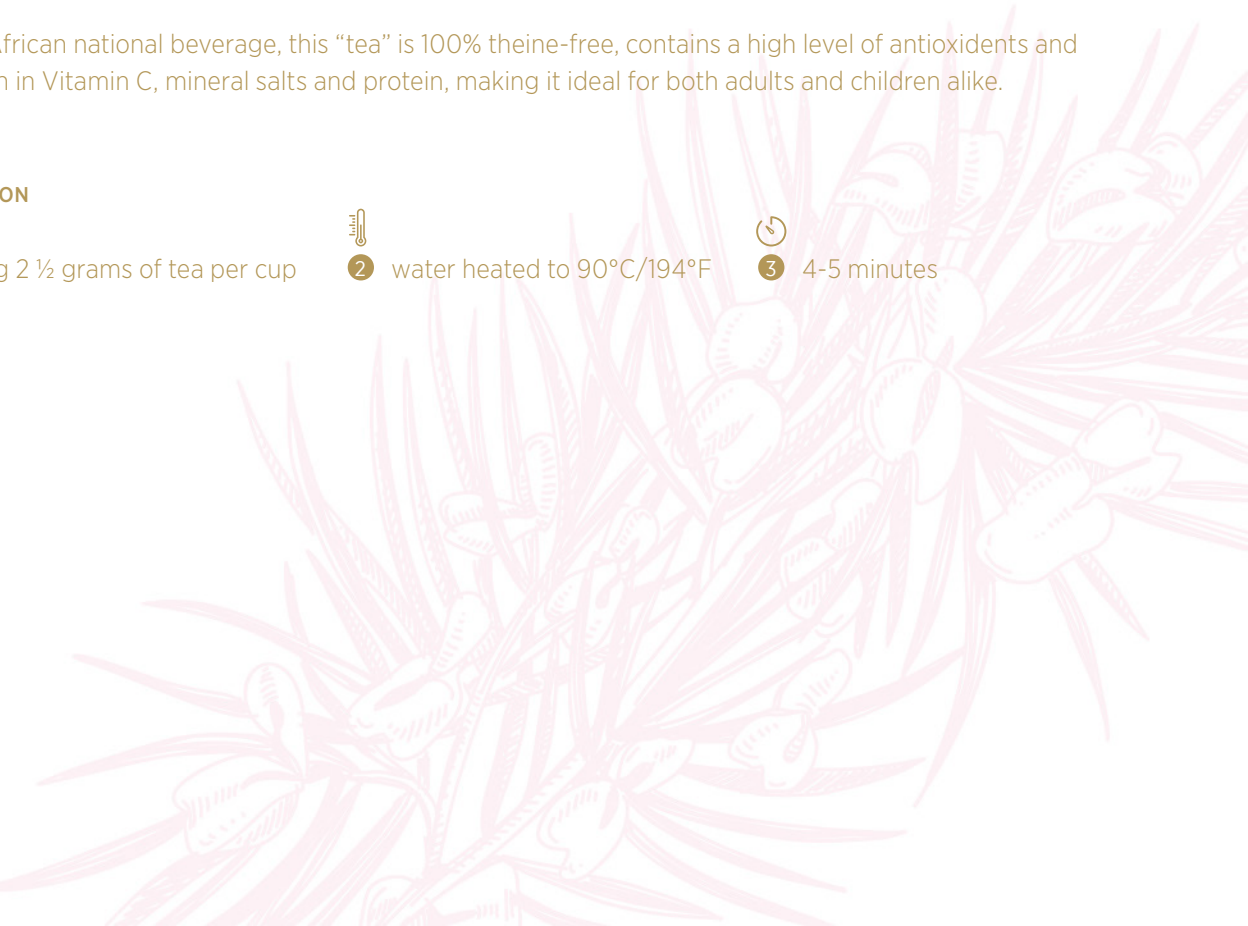 frican national beverage, this “tea” is 100% theine-free, contains a high level of antioxidents and
in Vitamin C, mineral salts and protein, making it ideal for both adults and children alike.
ON
2 ½ grams of tea per cup
2 water heated to 90°C/194°F
3 4-5 minutes